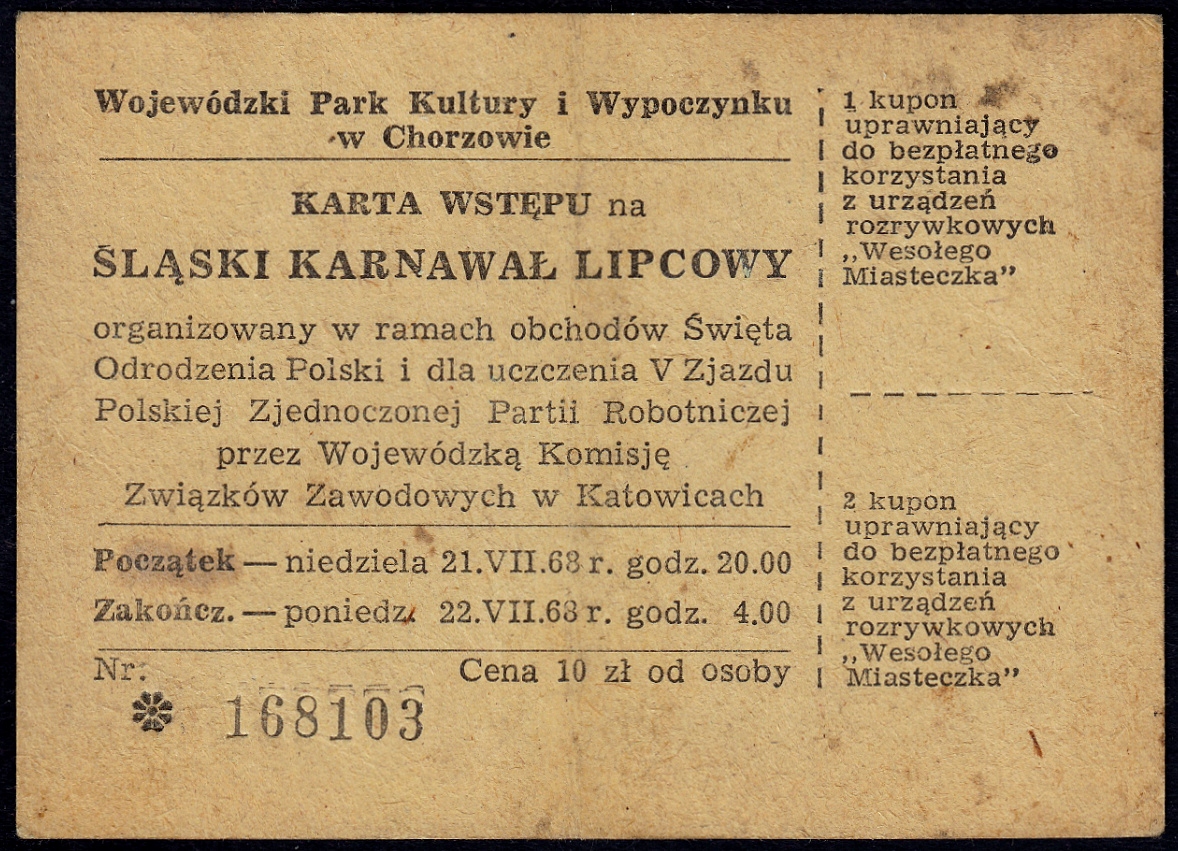 Wojewódzki Park Kultury i Wypoczynku
w Chorzowie
KARTA WSTĘPU na
ŚLĄSKI KARNAWAŁ LIPCOWY
organizowany w ramach obchodów Święta
Odrodzenia Polski i dla uczczenia V Zjazdu
Polskiej Zjednoczonej Partii Robotniczej
przez Wojewódzką Komisję
Związków Zawodowych w Katowicach
Początek — niedziela 21.VII.68 r. godz. 20.00
Zakończ. — poniedz. 22.VII.68 r. godz. 4.00
Nr: Cena 10 zł od osoby
168103
1 kupon
uprawniający
do bezpłatnego
korzystania
z urządzeń
rozrywkowych
„Wesołego
Miasteczka”
2 kupon
uprawniający
do bezpłatnego
korzystania
z urządzeń
rozrywkowych
„Wesołego
Miasteczka”